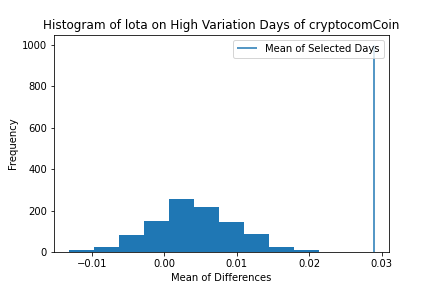 Histogram of lota on High Variation Days of cryptocomCoin
Mean of Selected Days
Frequency
1000
800
600
400
200
0
−0.01
0.00
0.01
0.02
0.03
Mean of Differences